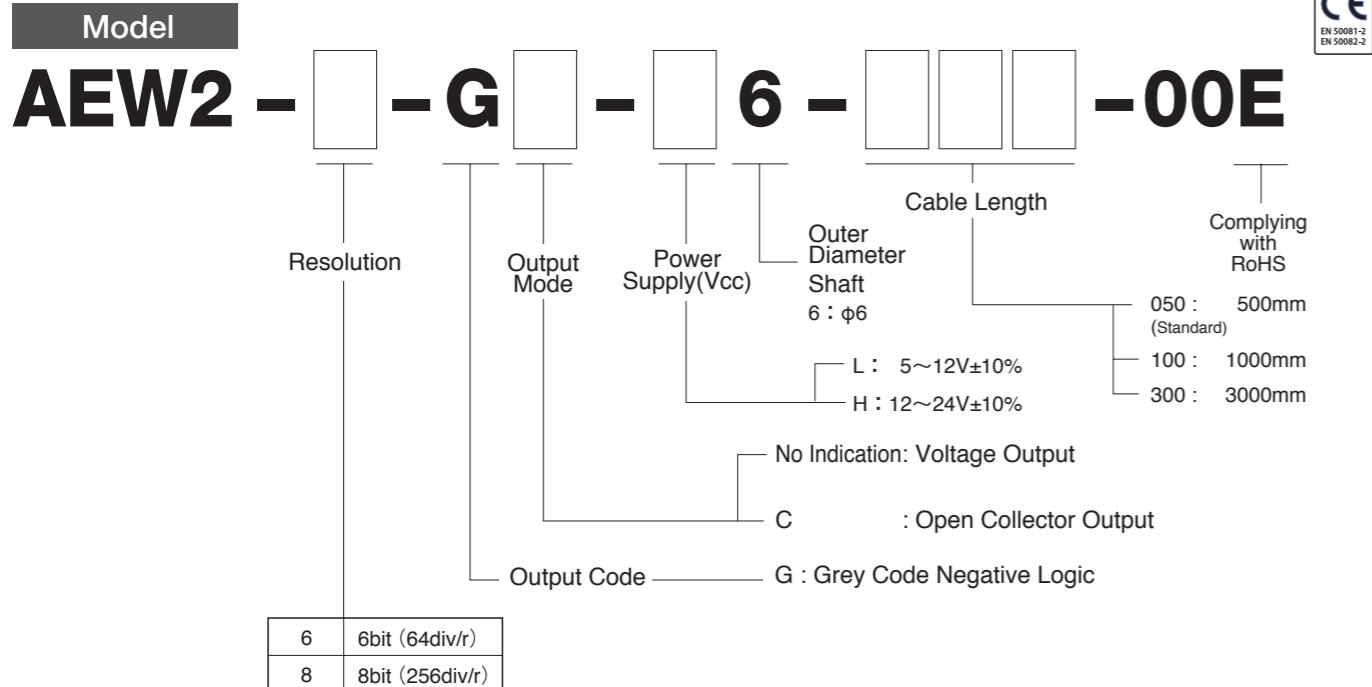 Model
CE
EN 50081-2
EN 50082-2
AEW2 – – G – 6 – – 00E
Resolution
Output
Mode
Power
Supply(Vcc)
Outer
Diameter
Shaft
6：φ6
Cable Length
Complying
with
RoHS
050 : 500mm
(Standard)
100 : 1000mm
300 : 3000mm
L： 5～12V±10%
H：12～24V±10%
No Indication: Voltage Output
C : Open Collector Output
Output Code G : Grey Code Negative Logic
6 6bit（64div/r）
8 8bit（256div/r）